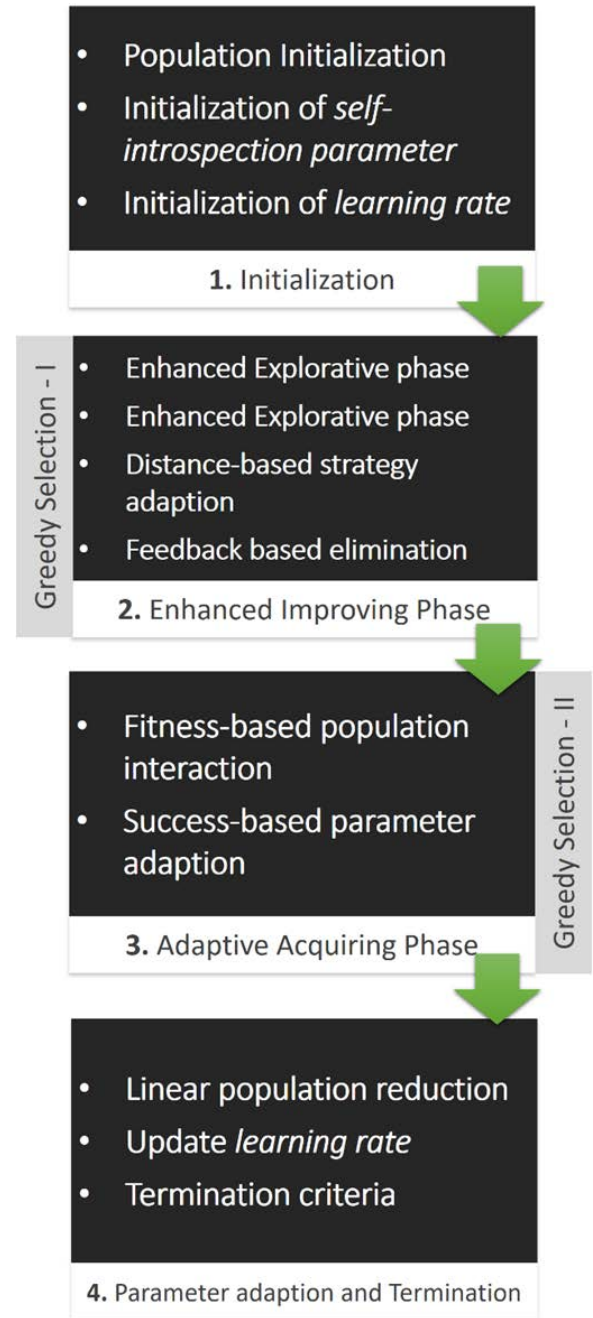 • Population Initialization
• Initialization of self-
introspection parameter
• Initialization of learning rate
1. Initialization
Greedy Selection - I
• Enhanced Explorative phase
• Enhanced Explorative phase
• Distance-based strategy
adaption
• Feedback based elimination
2. Enhanced Improving Phase
• Fitness-based population
interaction
• Success-based parameter
adaption
Greedy Selection - II
3. Adaptive Acquiring Phase
• Linear population reduction
• Update learning rate
• Termination criteria
4. Parameter adaption and Termination